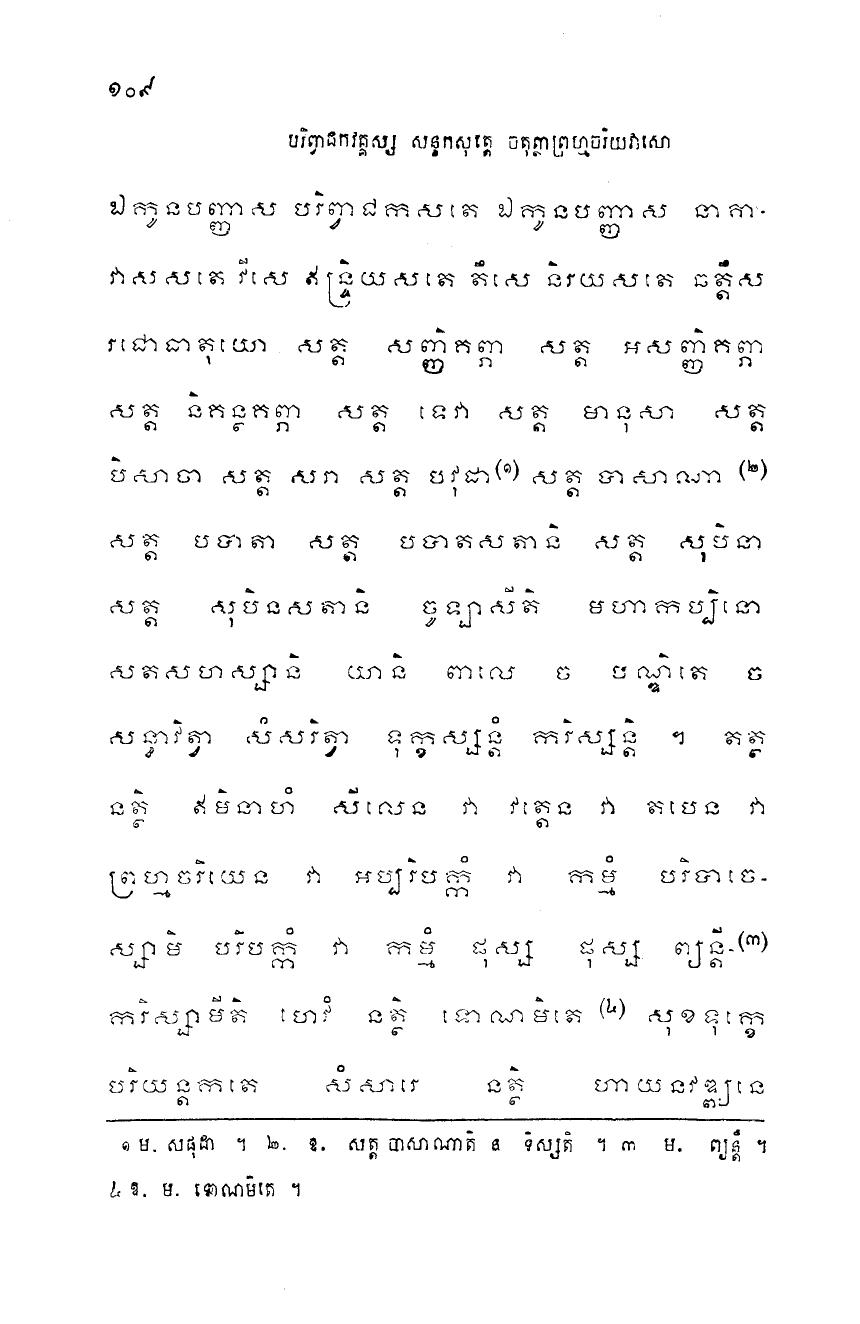 ១០៩
បរិព្វាជិកវគ្គស្ស សន្ទកសុត្តេ ចតុត្ថាព្រហ្មចរិយវាសោ
ឯកូនបញ្ញាស បរិព្វាជកសតេ ឯកូនបញ្ញាស នាកា-
វាសសតេ វីសេ ឥន្ទ្រិយសតេ តឹសេ និរយសតេ ឆត្តឹស
រជោធាតុយោ សត្ត សញ្ញិគព្ភា សត្ត អសញ្ញិគព្ភា
សត្ត និគន្ថគព្ភា សត្ត ទេវា សត្ត មានុសា សត្ត
បិសាចា សត្ត សរា សត្ត បវុដា(១) សត្ត ទាសាណា (២)
សត្ត បបាតា សត្ត បបាតសតានិ សត្ត សុបិនា
សត្ត សុបិនសតានិ ចូឡាសីតិ មហាកប្បិនោ
សតសហស្សានិ យានិ ពាលេ ច បណ្ឌិតេ ច
សន្ធាវិត្វា សំសរិត្វា ទុក្ខស្សន្តំ ករិស្សន្តិ ។ តត្ថ
នត្ថិ ឥមិនាហំ សីលេន វា វត្តេន វា តបេន វា
ព្រហ្មចរិយេន វា អប្បរិបក្កំ វា កម្មំ បរិបាចេ-
ស្សាមិ បរិបក្កំ វា កម្មំ ផុស្ស ផុស្ស ព្យន្តី-(៣)
ករិស្សាមីតិ ហេវំ នត្ថិ ទោណមិតេ (៤) សុខទុក្ខេ
បរិយន្តកតេ សំសារេ នត្ថិ ហាយនវឌ្ឍនេ
១ ម. សផុដា ។ ២. ឱ. សត្ត បាសាណាតិ ន ទិស្សតិ ។ ៣ ម. ព្យន្តឹ ។
៤ ឱ. ម. ទោណមិតេ ។